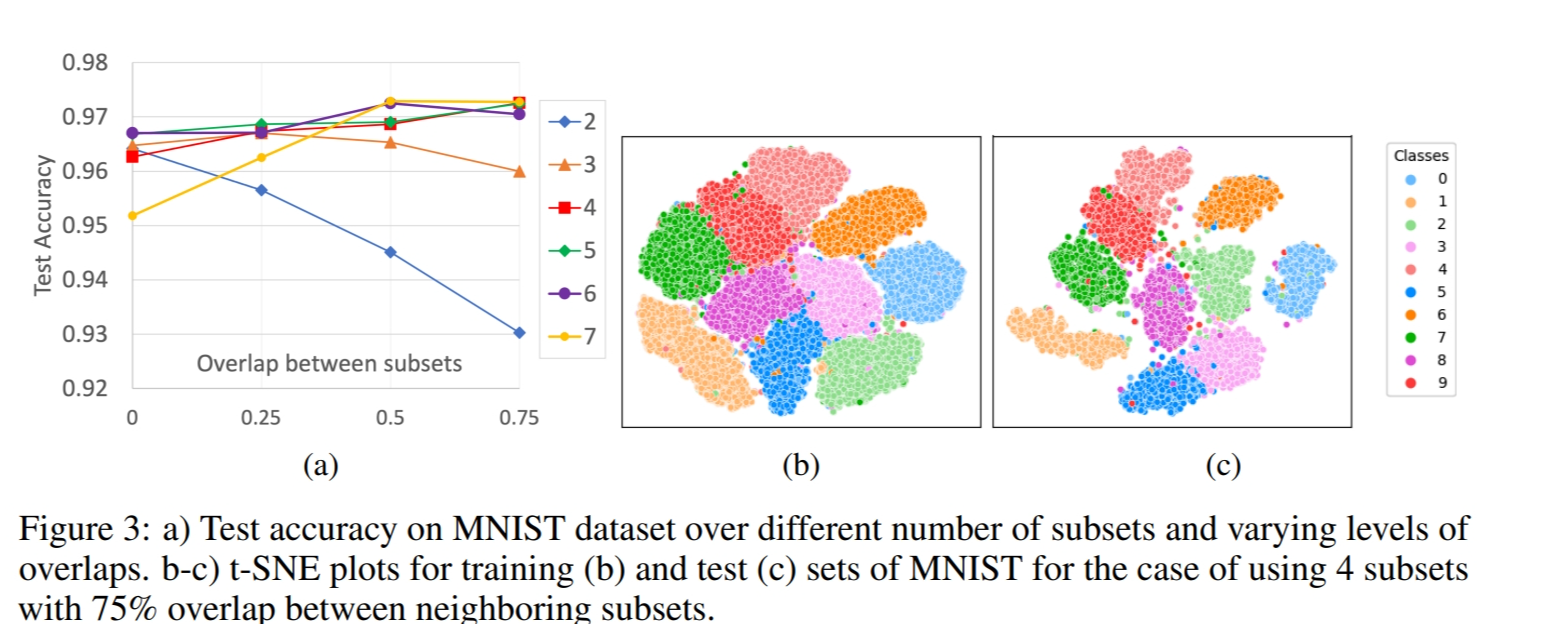 0.98
0.97
0.96
0.95
0.94
0.93
0.92
Test Accuracy
Overlap between subsets
0 0.25 0.5 0.75
2
3
4
5
6
7
Classes
0
1
2
3
4
5
6
7
8
9
(a) (b) (c)
Figure 3: a) Test accuracy on MNIST dataset over different number of subsets and varying levels of
overlaps. b-c) t-SNE plots for training (b) and test (c) sets of MNIST for the case of using 4 subsets
with 75% overlap between neighboring subsets.